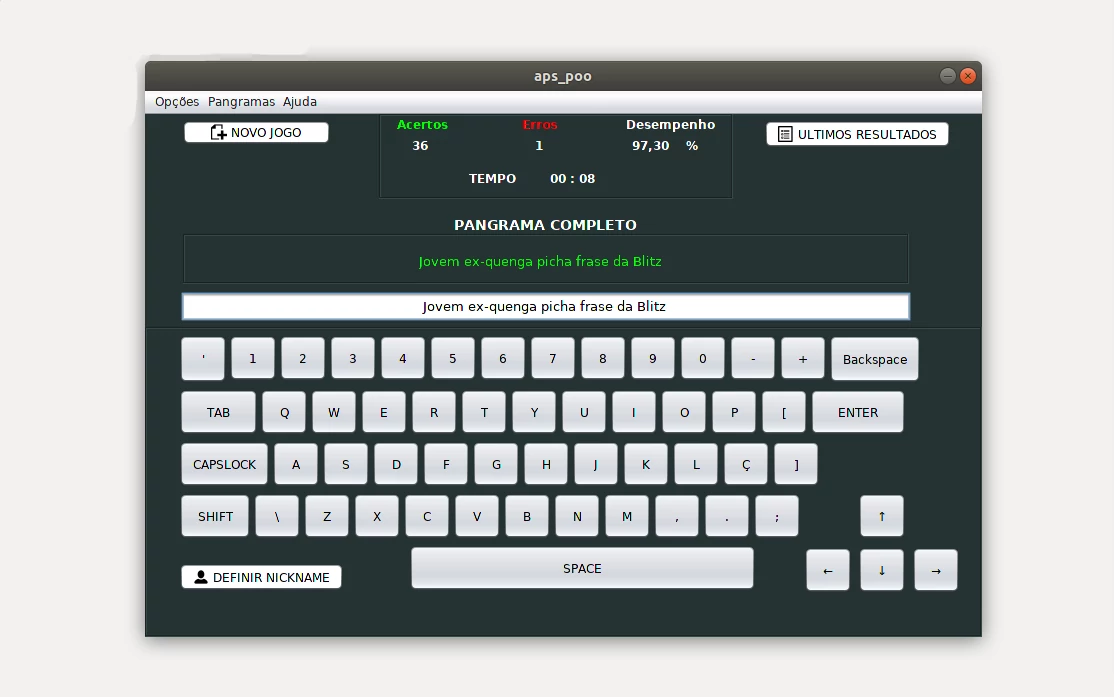 aps_poo
Opções Pangramas Ajuda
NOVO JOGO
Acertos Erros Desempenho
36 1 97,30 %
TEMPO 00 : 08
ULTIMOS RESULTADOS
PANGRAMA COMPLETO
Jovem ex-quenga picha frase da Blitz
Jovem ex-quenga picha frase da Blitz
' 1 2 3 4 5 6 7 8 9 0 - + Backspace
TAB Q W E R T Y U I O P [ ENTER
CAPSLOCK A S D F G H J K L Ç ]
SHIFT \ Z X C V B N M , . ; ↑
DEFINIR NICKNAME SPACE ← ↓ →